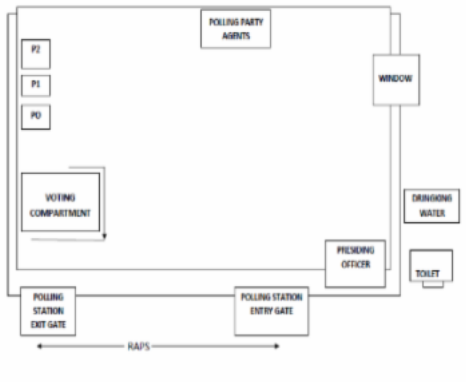 POLLING PARTY
AGENTS
P2
P1
PO
WINDOW
VOTING
COMPARTMENT
DRINGKING
WATER
PRESIDING
OFFICER
TOILET
POLLING
STATION
EXIT GATE
POLLING STATION
ENTRY GATE
RAPS